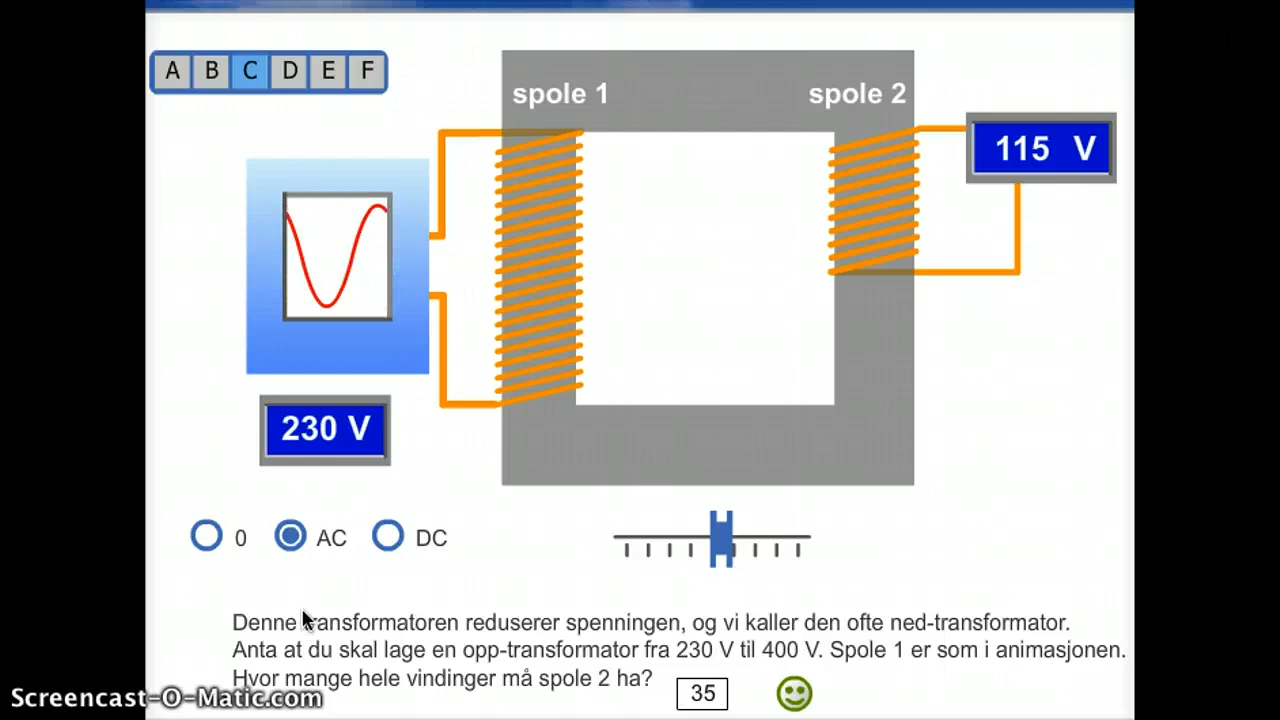 A B C D E F
spole 1
spole 2
115 V
230 V
0 AC DC
Denne transformatoren reduserer spenningen, og vi kaller den ofte ned-transformator.
Anta at du skal lage en opp-transformator fra 230 V til 400 V. Spole 1 er som i animasjonen.
Hvor mange hele vindinger må spole 2 ha? 35
Screencast-O-Matic.com